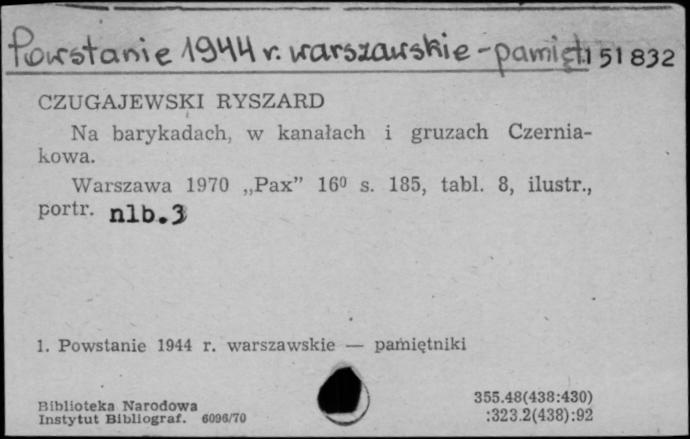 Powstanie 1944 r. warszawskie - pamięt. 151 832
CZUGAJEWSKI RYSZARD
Na barykadach, w kanałach i gruzach Czernia-
kowa.
Warszawa 1970 „Pax” 16⁰ s. 185, tabl. 8, ilustr.,
portr. nlb.3
1. Powstanie 1944 r. warszawskie — pamiętniki
Biblioteka Narodowa
Instytut Bibliograf. 6096/70
355.48(438:430)
:323.2(438):92